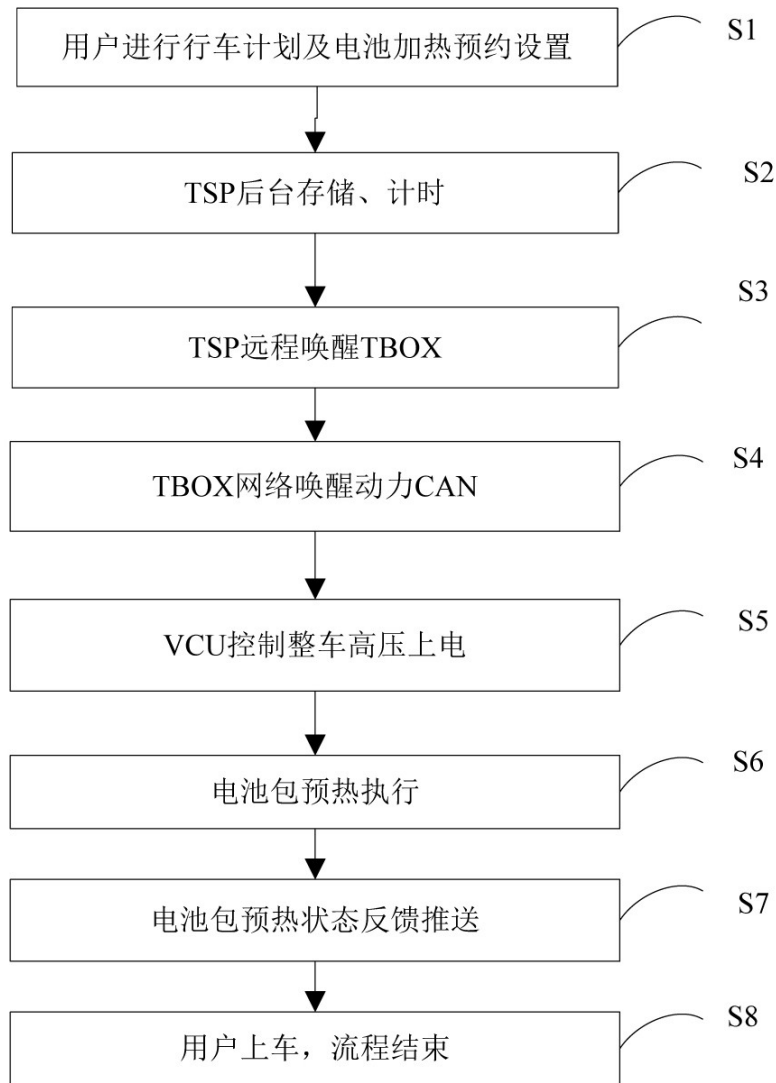 用户进行行车计划及电池加热预约设置
S1
TSP后台存储、计时
S2
TSP远程唤醒TBOX
S3
TBOX网络唤醒动力CAN
S4
VCU控制整车高压上电
S5
电池包预热执行
S6
电池包预热状态反馈推送
S7
用户上车，流程结束
S8